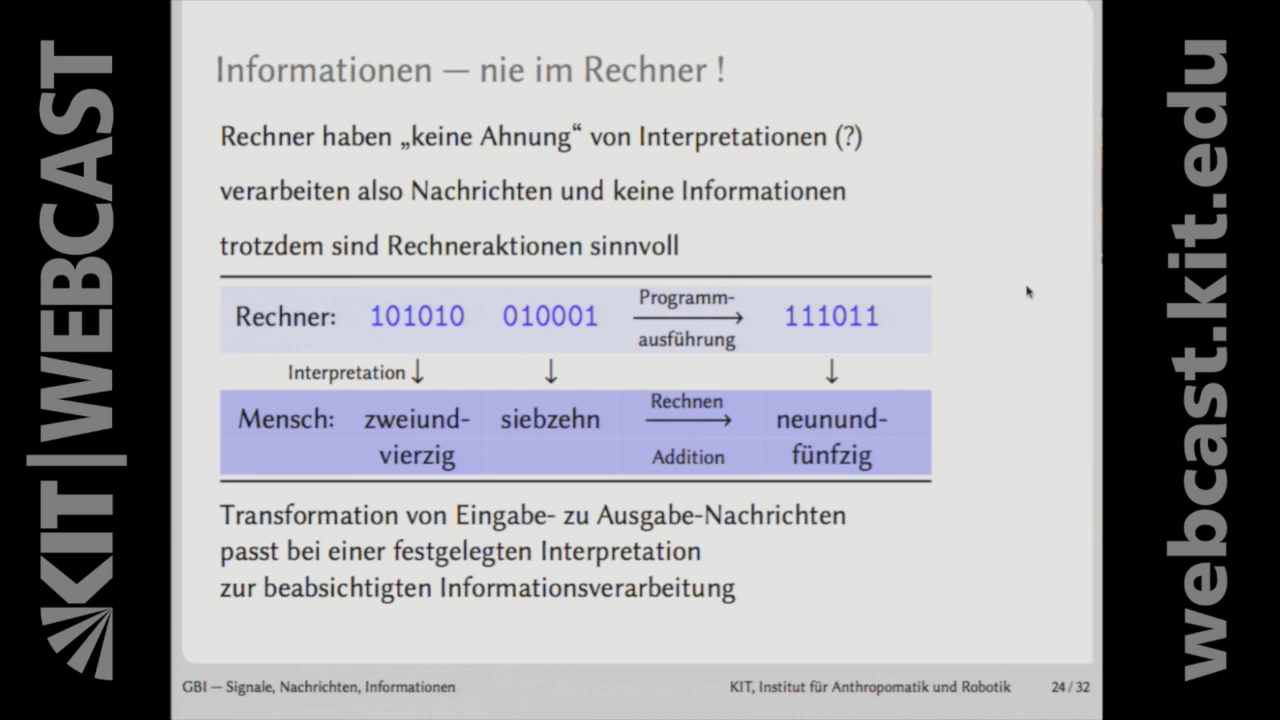 KIT | WEBCAST
Informationen — nie im Rechner !
Rechner haben „keine Ahnung“ von Interpretationen (?)
verarbeiten also Nachrichten und keine Informationen
trotzdem sind Rechneraktionen sinnvoll
Programm-
Rechner: 101010 010001 → 111011
ausführung
Interpretation ↓ ↓ ↓
Rechnen
Mensch: zweiund- siebzehn → neunund-
vierzig Addition fünfzig
Transformation von Eingabe- zu Ausgabe-Nachrichten
passt bei einer festgelegten Interpretation
zur beabsichtigten Informationsverarbeitung
GBI — Signale, Nachrichten, Informationen KIT, Institut für Anthropomatik und Robotik 24 / 32
webcast.kit.edu